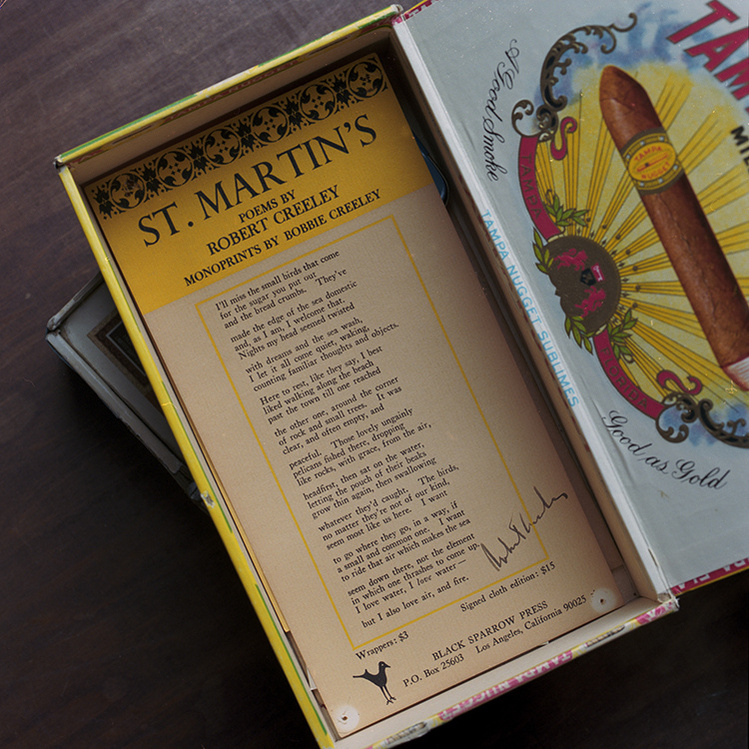 ST. MARTIN'S
POEMS BY
ROBERT CREELEY
MONOPRINTS BY BOBBIE CREELEY
I'll miss the small birds that come
for the sugar you put out
and the bread crumbs. They've
made the edge of the sea domestic
and, as I am, I welcome that.
Nights my head seemed twisted
with dreams and the sea wash,
I let it all come quiet, waking,
counting familiar thoughts and objects.
Here to rest, like they say, I best
liked walking along the beach
past the town till one reached
the other one, around the corner
of rock and small trees. It was
clear, and often empty, and
peaceful. Those lovely ungainly
pelicans fished there, dropping
like rocks, with grace, from the air,
headfirst, then sat on the water,
letting the pouch of their beaks
grow thin again, then swallowing
whatever they'd caught. The birds,
no matter they're not of our kind,
seem most like us here. I want
to go where they go, in a way, if
a small and common one. I want
to ride that air which makes the sea
seem down there, not the element
in which one thrashes to come up.
I love water, I love water—
but I also love air, and fire.
Wrappers: $3 Signed cloth edition: $15
BLACK SPARROW PRESS
P.O. Box 25603 Los Angeles, California 90025
A Good Smoke
TAMPA NUGGET SUBLIMES
TAMPA
NUGGET
Good as Gold